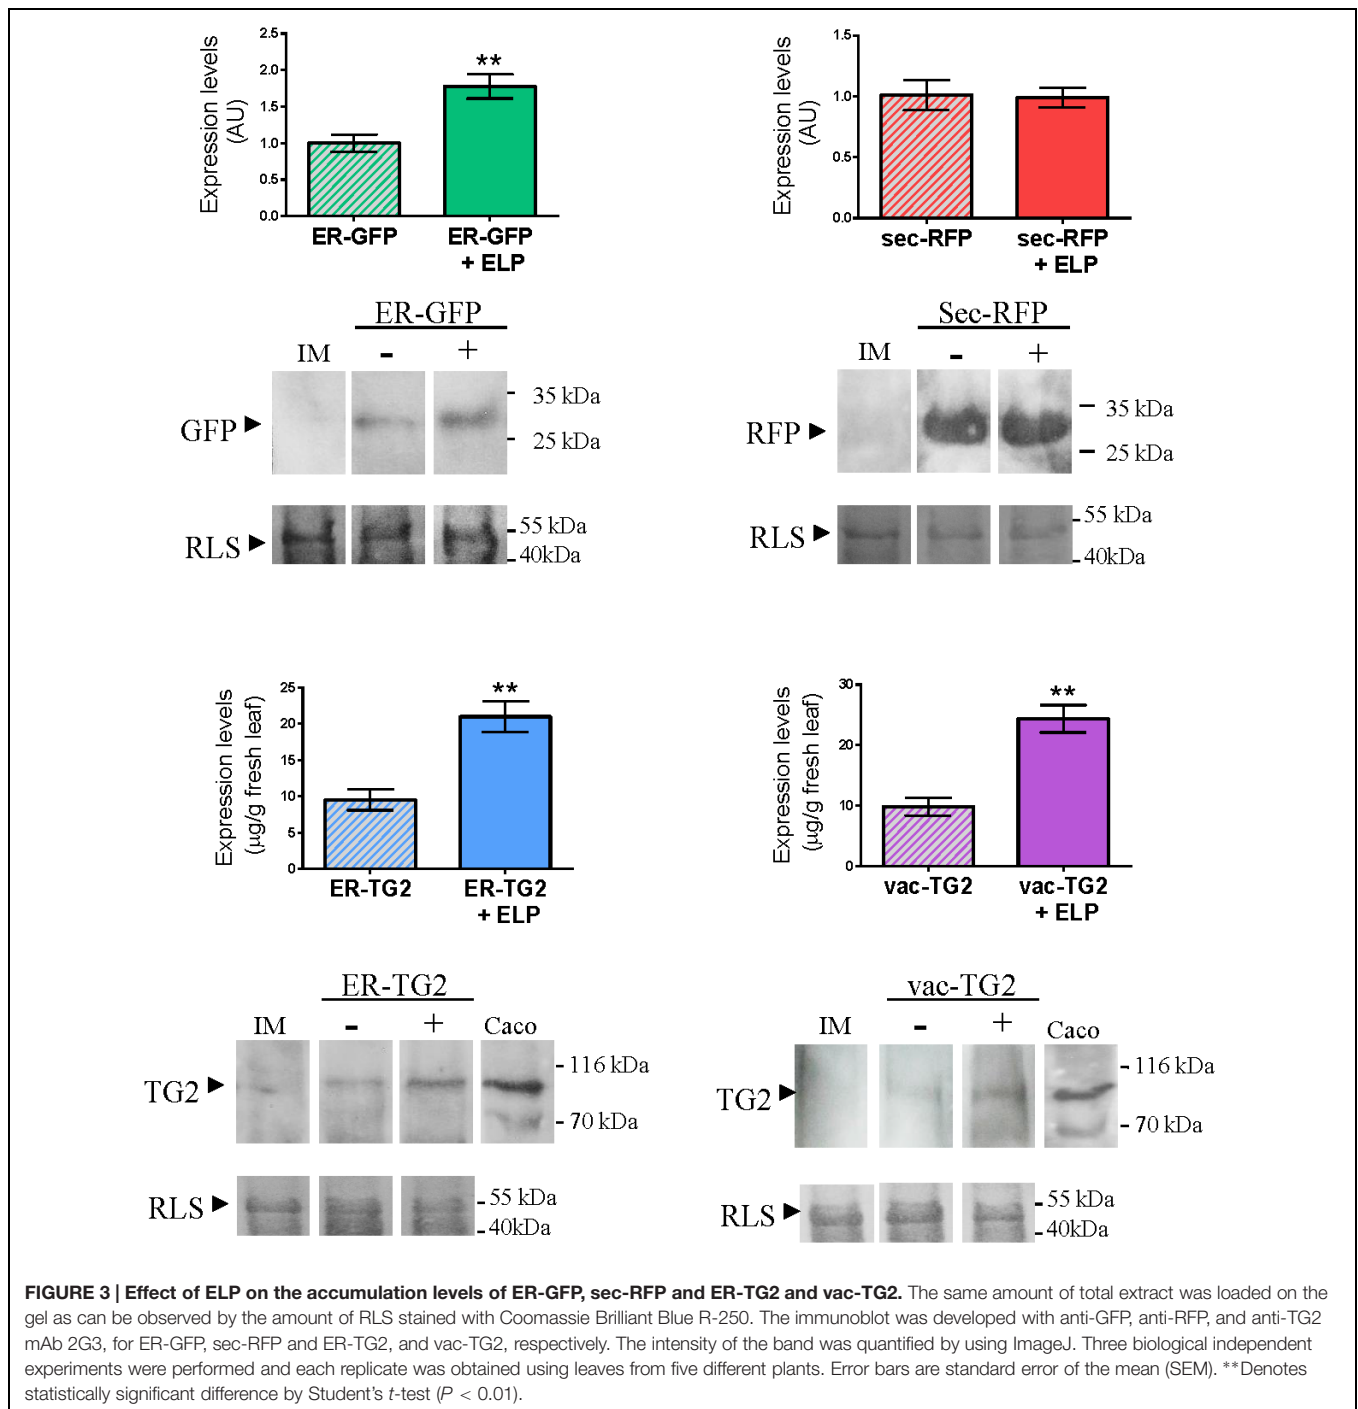 Expression levels
(AU)
2.5
2.0
1.5
1.0
0.5
0.0
**
ER-GFP
ER-GFP
+ ELP
Expression levels
(AU)
1.5
1.0
0.5
0.0
sec-RFP
sec-RFP
+ ELP
ER-GFP
IM - +
GFP
35 kDa
25 kDa
RLS
55 kDa
40kDa
Sec-RFP
IM - +
RFP
35 kDa
25 kDa
RLS
55 kDa
40 kDa
Expression levels
(µg/g fresh leaf)
25
20
15
10
5
0
**
ER-TG2
ER-TG2
+ ELP
Expression levels
(µg/g fresh leaf)
30
20
10
0
**
vac-TG2
vac-TG2
+ ELP
ER-TG2
IM - + Caco
TG2
116 kDa
70 kDa
RLS
55 kDa
40kDa
vac-TG2
IM - + Caco
TG2
116 kDa
70 kDa
RLS
55 kDa
40kDa
FIGURE 3 | Effect of ELP on the accumulation levels of ER-GFP, sec-RFP and ER-TG2 and vac-TG2. The same amount of total extract was loaded on the
gel as can be observed by the amount of RLS stained with Coomassie Brilliant Blue R-250. The immunoblot was developed with anti-GFP, anti-RFP, and anti-TG2
mAb 2G3, for ER-GFP, sec-RFP and ER-TG2, and vac-TG2, respectively. The intensity of the band was quantified by using ImageJ. Three biological independent
experiments were performed and each replicate was obtained using leaves from five different plants. Error bars are standard error of the mean (SEM). **Denotes
statistically significant difference by Student's t-test (P < 0.01).